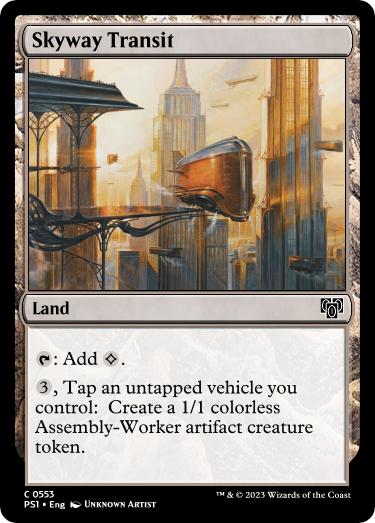 Skyway Transit
Land
: Add .
3, Tap an untapped vehicle you
control: Create a 1/1 colorless
Assembly-Worker artifact creature
token.
C 0553
PS1 • Eng Unknown Artist
™ & © 2023 Wizards of the Coast